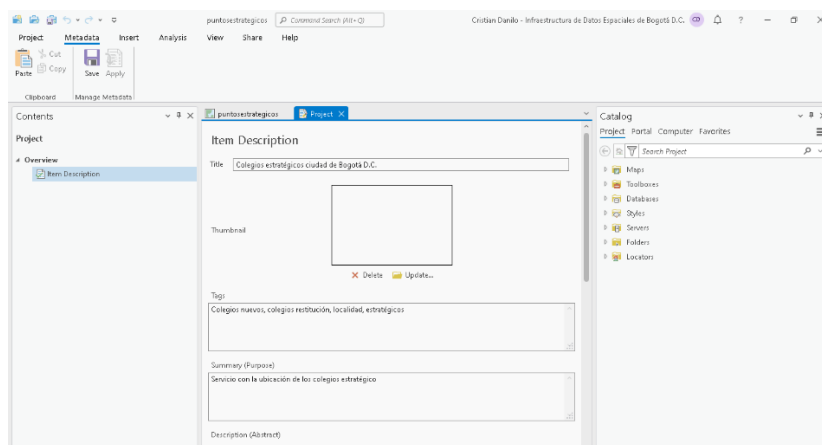 puntosestrategicos
Command Search (Alt+Q)
Cristian Danilo - Infraestructura de Datos Espaciales de Bogotá D.C.
CD
?
Project Metadata Insert Analysis View Share Help
Paste
Cut
Copy
Save
Apply
Clipboard
Manage Metadata
Contents
Project
Overview
Item Description
puntosestrategicos
Project
Item Description
Title
Colegios estratégicos ciudad de Bogotá D.C.
Thumbnail
Delete
Update...
Tags
Colegios nuevos, colegios restitución, localidad, estratégicos
Summary (Purpose)
Servicio con la ubicación de los colegios estratégico
Description (Abstract)
Catalog
Project Portal Computer Favorites
Search Project
Maps
Toolboxes
Databases
Styles
Servers
Folders
Locators